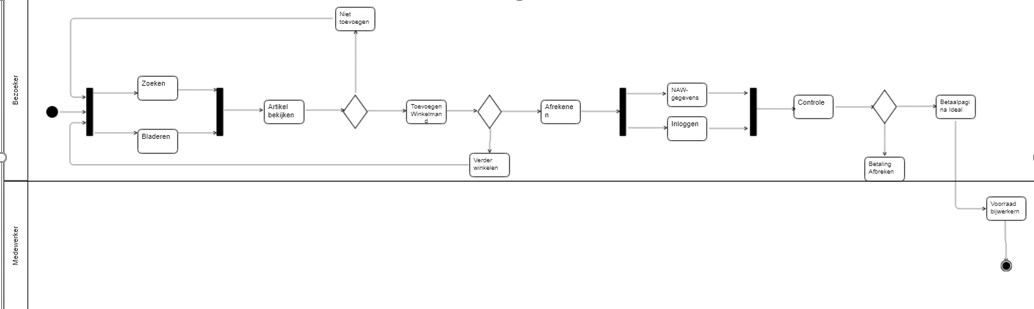 Bezoeker
Niet
toevoegen
Zoeken
Bladeren
Artikel
bekijken
Toevoegen
Winkelman
d
Verder
winkelen
Afrekene
n
NAW-
gegevens
Inloggen
Controle
Betaling
Afbreken
Betaalpagi
na Ideal
Medewerker
Voorraad
bijwerkern